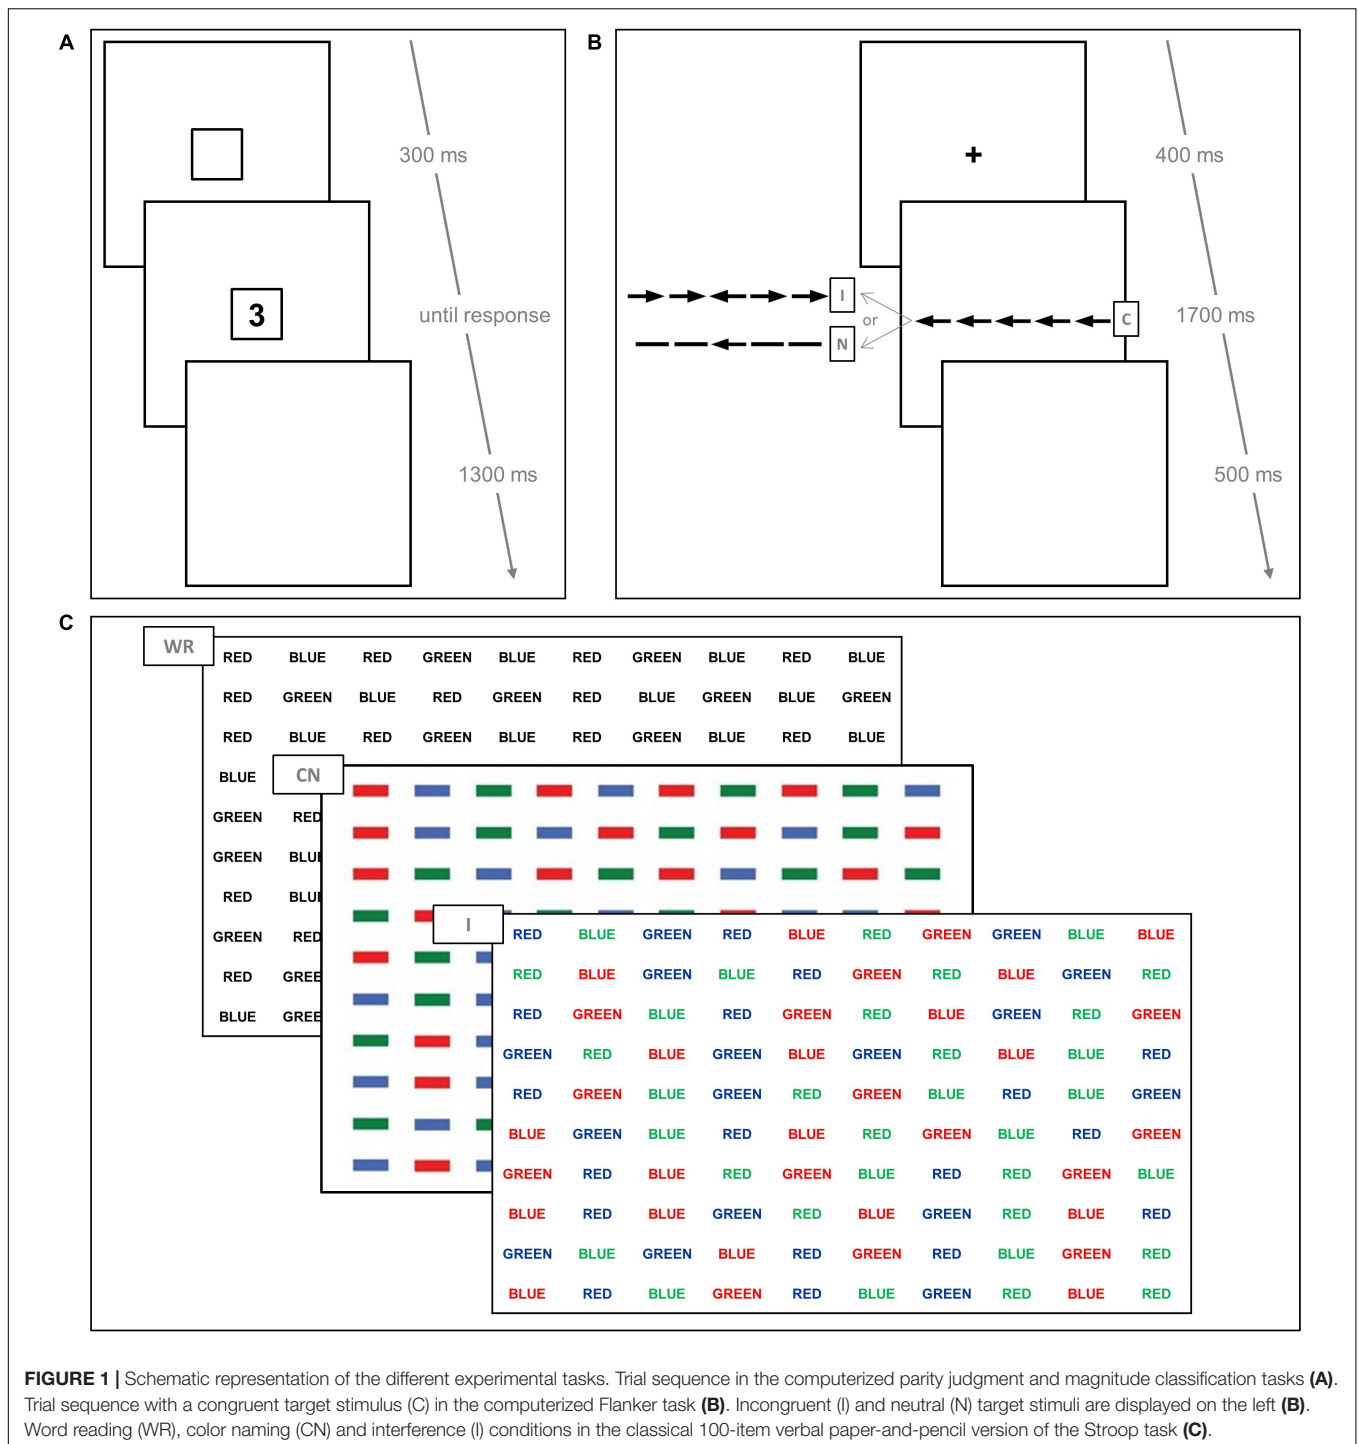 A
300 ms
3
until response
1300 ms
B
+
400 ms
I
or
N
C
1700 ms
500 ms
C
WR
RED BLUE RED GREEN BLUE RED GREEN BLUE RED BLUE
RED GREEN BLUE RED GREEN RED BLUE GREEN BLUE GREEN
RED BLUE RED GREEN BLUE RED GREEN BLUE RED BLUE
BLUE
GREEN RED
GREEN BLU
RED BLU
GREEN RED
RED GREE
BLUE GREE
CN
I
RED BLUE GREEN RED BLUE RED GREEN GREEN BLUE BLUE
RED BLUE GREEN BLUE RED GREEN RED BLUE GREEN RED
RED GREEN BLUE RED GREEN RED BLUE GREEN RED GREEN
GREEN RED BLUE GREEN BLUE GREEN RED BLUE BLUE RED
RED GREEN BLUE GREEN RED GREEN BLUE RED BLUE GREEN
BLUE GREEN BLUE RED BLUE RED GREEN BLUE RED GREEN
GREEN RED BLUE RED GREEN BLUE RED RED GREEN BLUE
BLUE RED BLUE GREEN RED BLUE GREEN RED BLUE RED
GREEN BLUE GREEN BLUE RED GREEN RED BLUE GREEN RED
BLUE RED BLUE GREEN RED BLUE GREEN RED BLUE RED
FIGURE 1 | Schematic representation of the different experimental tasks. Trial sequence in the computerized parity judgment and magnitude classification tasks (A).
Trial sequence with a congruent target stimulus (C) in the computerized Flanker task (B). Incongruent (I) and neutral (N) target stimuli are displayed on the left (B).
Word reading (WR), color naming (CN) and interference (I) conditions in the classical 100-item verbal paper-and-pencil version of the Stroop task (C).